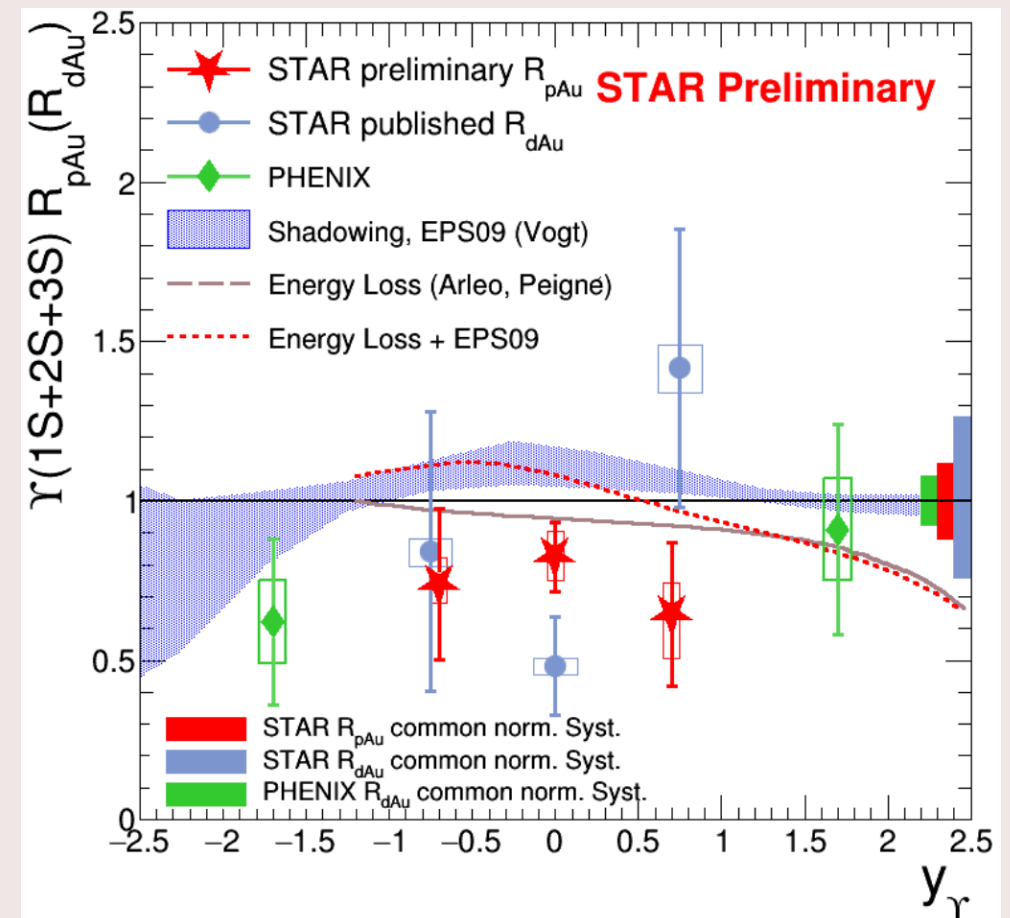 ϒ(1S+2S+3S) R_pAu (R_dAu)
2.5
2
1.5
1
0.5
0
STAR preliminary R_pAu
STAR Preliminary
STAR published R_dAu
PHENIX
Shadowing, EPS09 (Vogt)
Energy Loss (Arleo, Peigné)
Energy Loss + EPS09
STAR R_pAu common norm. Syst.
STAR R_dAu common norm. Syst.
PHENIX R_dAu common norm. Syst.
−2.5 −2 −1.5 −1 −0.5 0 0.5 1 1.5 2 2.5
y_ϒ